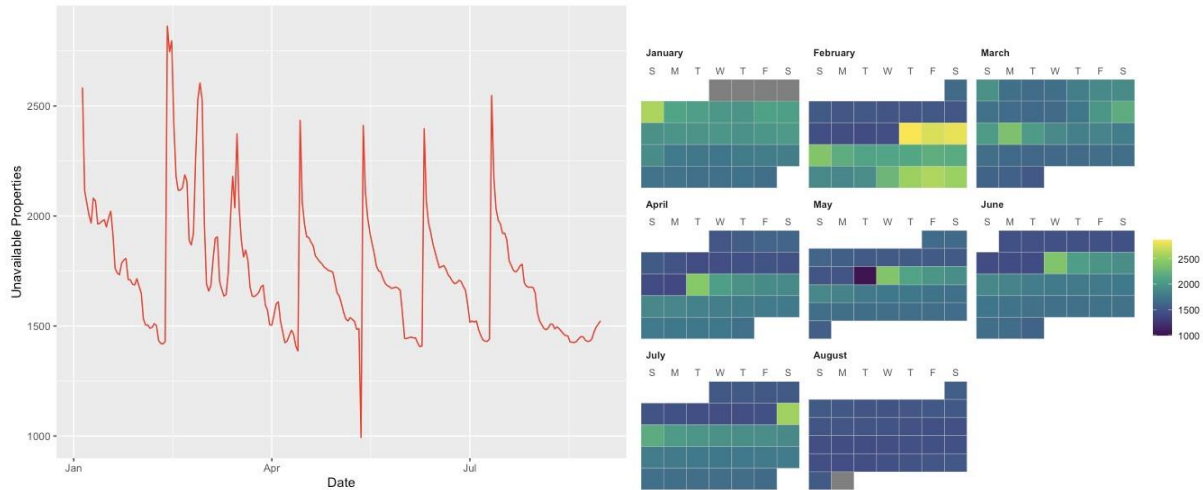 Unavailable Properties
2500
2000
1500
1000
Jan
Apr
Jul
Date
January
February
March
S M T W T F S
S M T W T F S
S M T W T F S
April
May
June
S M T W T F S
S M T W T F S
S M T W T F S
2500
2000
1500
1000
July
August
S M T W T F S
S M T W T F S